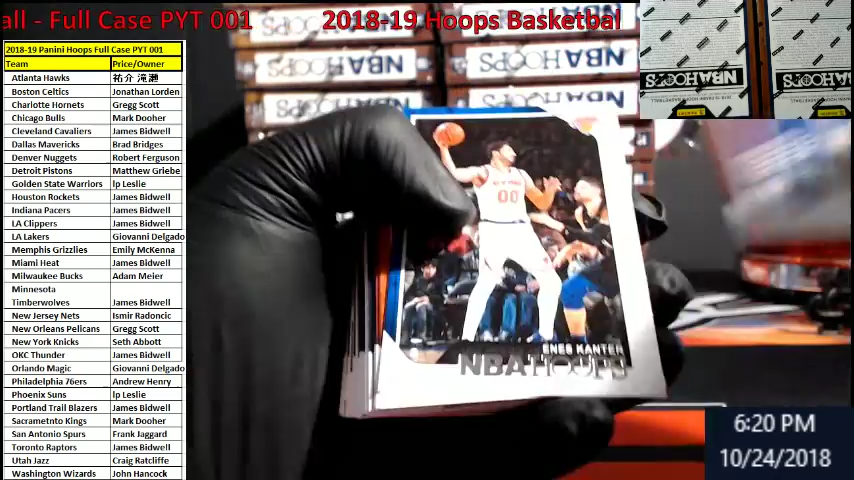 all - Full Case PYT 001 2018-19 Hoops Basketbal
2018-19 Panini Hoops Full Case PYT 001
Team Price/Owner
Atlanta Hawks 祐介 滝瀬
Boston Celtics Jonathan Lorden
Charlotte Hornets Gregg Scott
Chicago Bulls Mark Dooher
Cleveland Cavaliers James Bidwell
Dallas Mavericks Brad Bridges
Denver Nuggets Robert Ferguson
Detroit Pistons Matthew Griebe
Golden State Warriors lp Leslie
Houston Rockets James Bidwell
Indiana Pacers James Bidwell
LA Clippers James Bidwell
LA Lakers Giovanni Delgado
Memphis Grizzlies Emily McKenna
Miami Heat James Bidwell
Milwaukee Bucks Adam Meier
Minnesota
Timberwolves James Bidwell
New Jersey Nets Ismir Radoncic
New Orleans Pelicans Gregg Scott
New York Knicks Seth Abbott
OKC Thunder James Bidwell
Orlando Magic Giovanni Delgado
Philadelphia 76ers Andrew Henry
Phoenix Suns lp Leslie
Portland Trail Blazers James Bidwell
Sacrametnto Kings Mark Dooher
San Antonio Spurs Frank Jaggard
Toronto Raptors James Bidwell
Utah Jazz Craig Ratcliffe
Washington Wizards John Hancock
NBA HOOPS
NBA HOOPS
NBA HOOPS
NBA HOOPS
NEW YORK
00
ENES KANTER
NBA HOOPS
6:20 PM
10/24/2018